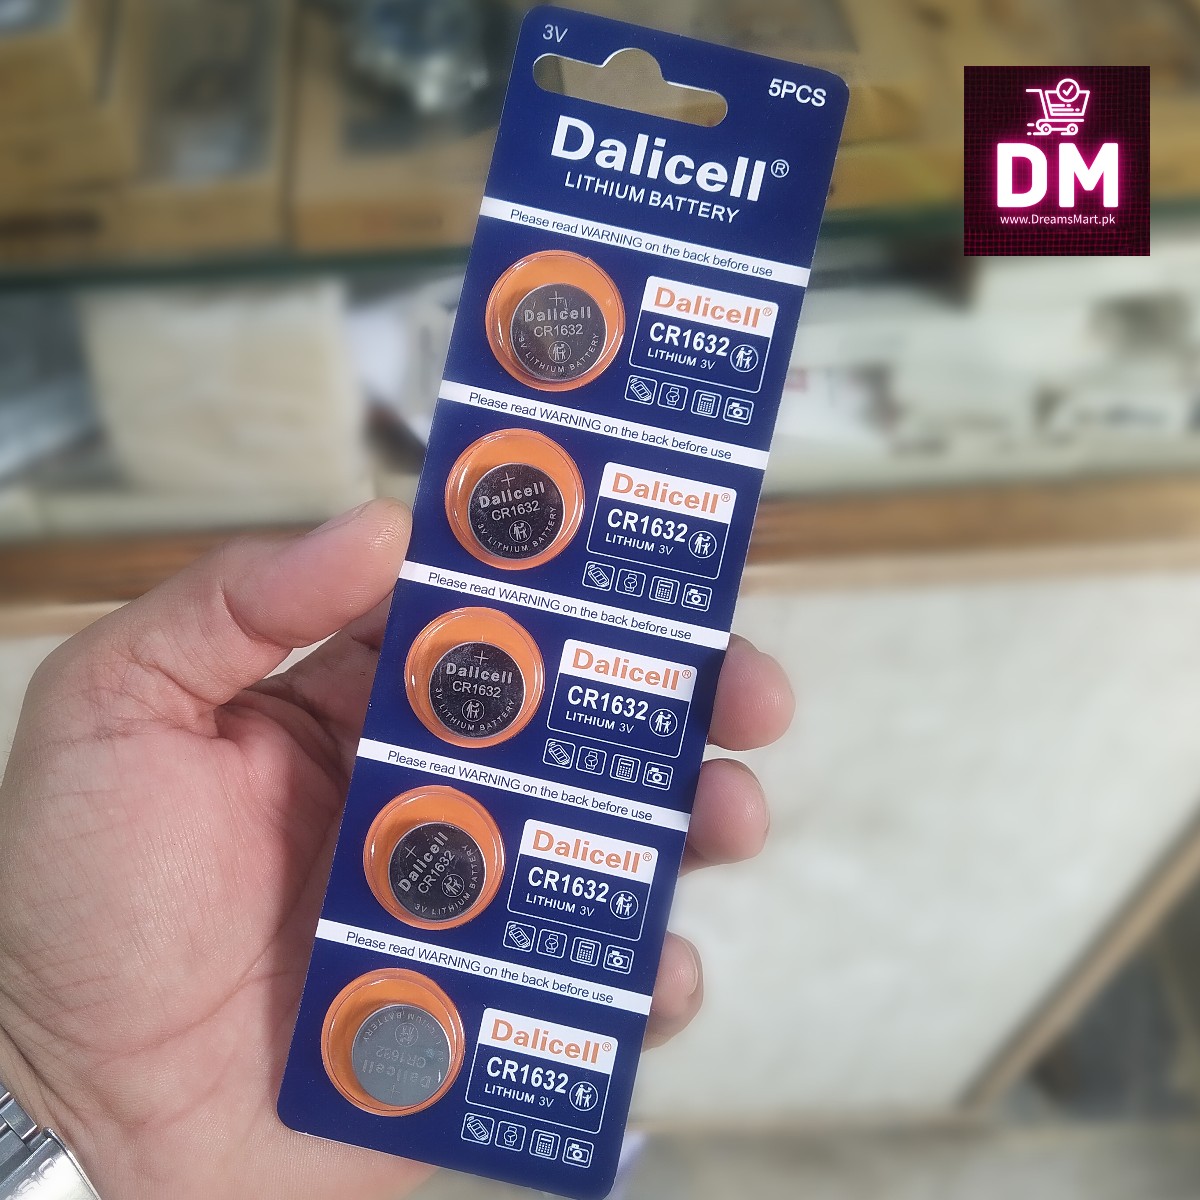 3V
5PCS
Dalicell®
LITHIUM BATTERY
Please read WARNING on the back before use
Dalicell
CR1632
3V LITHIUM BATTERY
Dalicell®
CR1632
LITHIUM 3V
Please read WARNING on the back before use
Dalicell
CR1632
3V LITHIUM BATTERY
Dalicell®
CR1632
LITHIUM 3V
Please read WARNING on the back before use
Dalicell
CR1632
3V LITHIUM BATTERY
Dalicell®
CR1632
LITHIUM 3V
Please read WARNING on the back before use
Dalicell
CR1632
3V LITHIUM BATTERY
Dalicell®
CR1632
LITHIUM 3V
Please read WARNING on the back before use
Dalicell
CR1632
LITHIUM BATTERY
Dalicell®
CR1632
LITHIUM 3V
DM
www.DreamsMart.pk